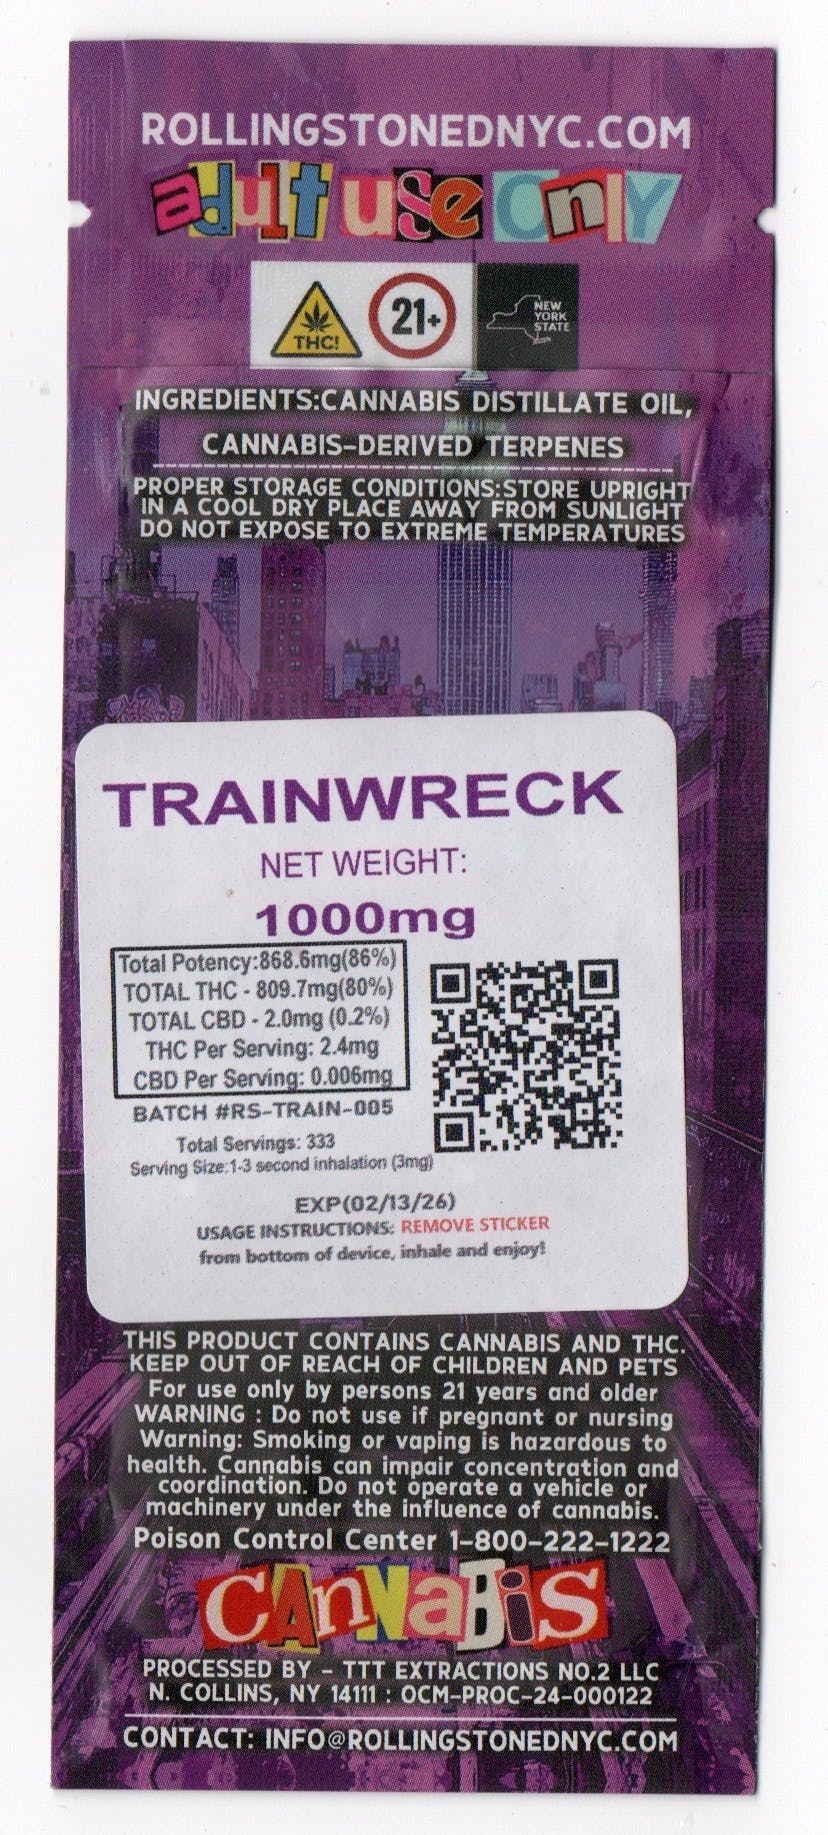 ROLLINGSTONEDNYC.COM
adult use only
THC!
21+
NEW
YORK
STATE
INGREDIENTS:CANNABIS DISTILLATE OIL,
CANNABIS-DERIVED TERPENES
PROPER STORAGE CONDITIONS:STORE UPRIGHT
IN A COOL DRY PLACE AWAY FROM SUNLIGHT
DO NOT EXPOSE TO EXTREME TEMPERATURES
TRAINWRECK
NET WEIGHT:
1000mg
Total Potency:868.6mg(86%)
TOTAL THC - 809.7mg(80%)
TOTAL CBD - 2.0mg (0.2%)
THC Per Serving: 2.4mg
CBD Per Serving: 0.006mg
BATCH #RS-TRAIN-005
Total Servings: 333
Serving Size:1-3 second inhalation (3mg)
EXP(02/13/26)
USAGE INSTRUCTIONS: REMOVE STICKER
from bottom of device, inhale and enjoy!
THIS PRODUCT CONTAINS CANNABIS AND THC.
KEEP OUT OF REACH OF CHILDREN AND PETS
For use only by persons 21 years and older
WARNING : Do not use if pregnant or nursing
Warning: Smoking or vaping is hazardous to
health. Cannabis can impair concentration and
coordination. Do not operate a vehicle or
machinery under the influence of cannabis.
Poison Control Center 1-800-222-1222
CAnNaBiS
PROCESSED BY - TTT EXTRACTIONS NO.2 LLC
N. COLLINS, NY 14111 : OCM-PROC-24-000122
CONTACT: INFO@ROLLINGSTONEDNYC.COM